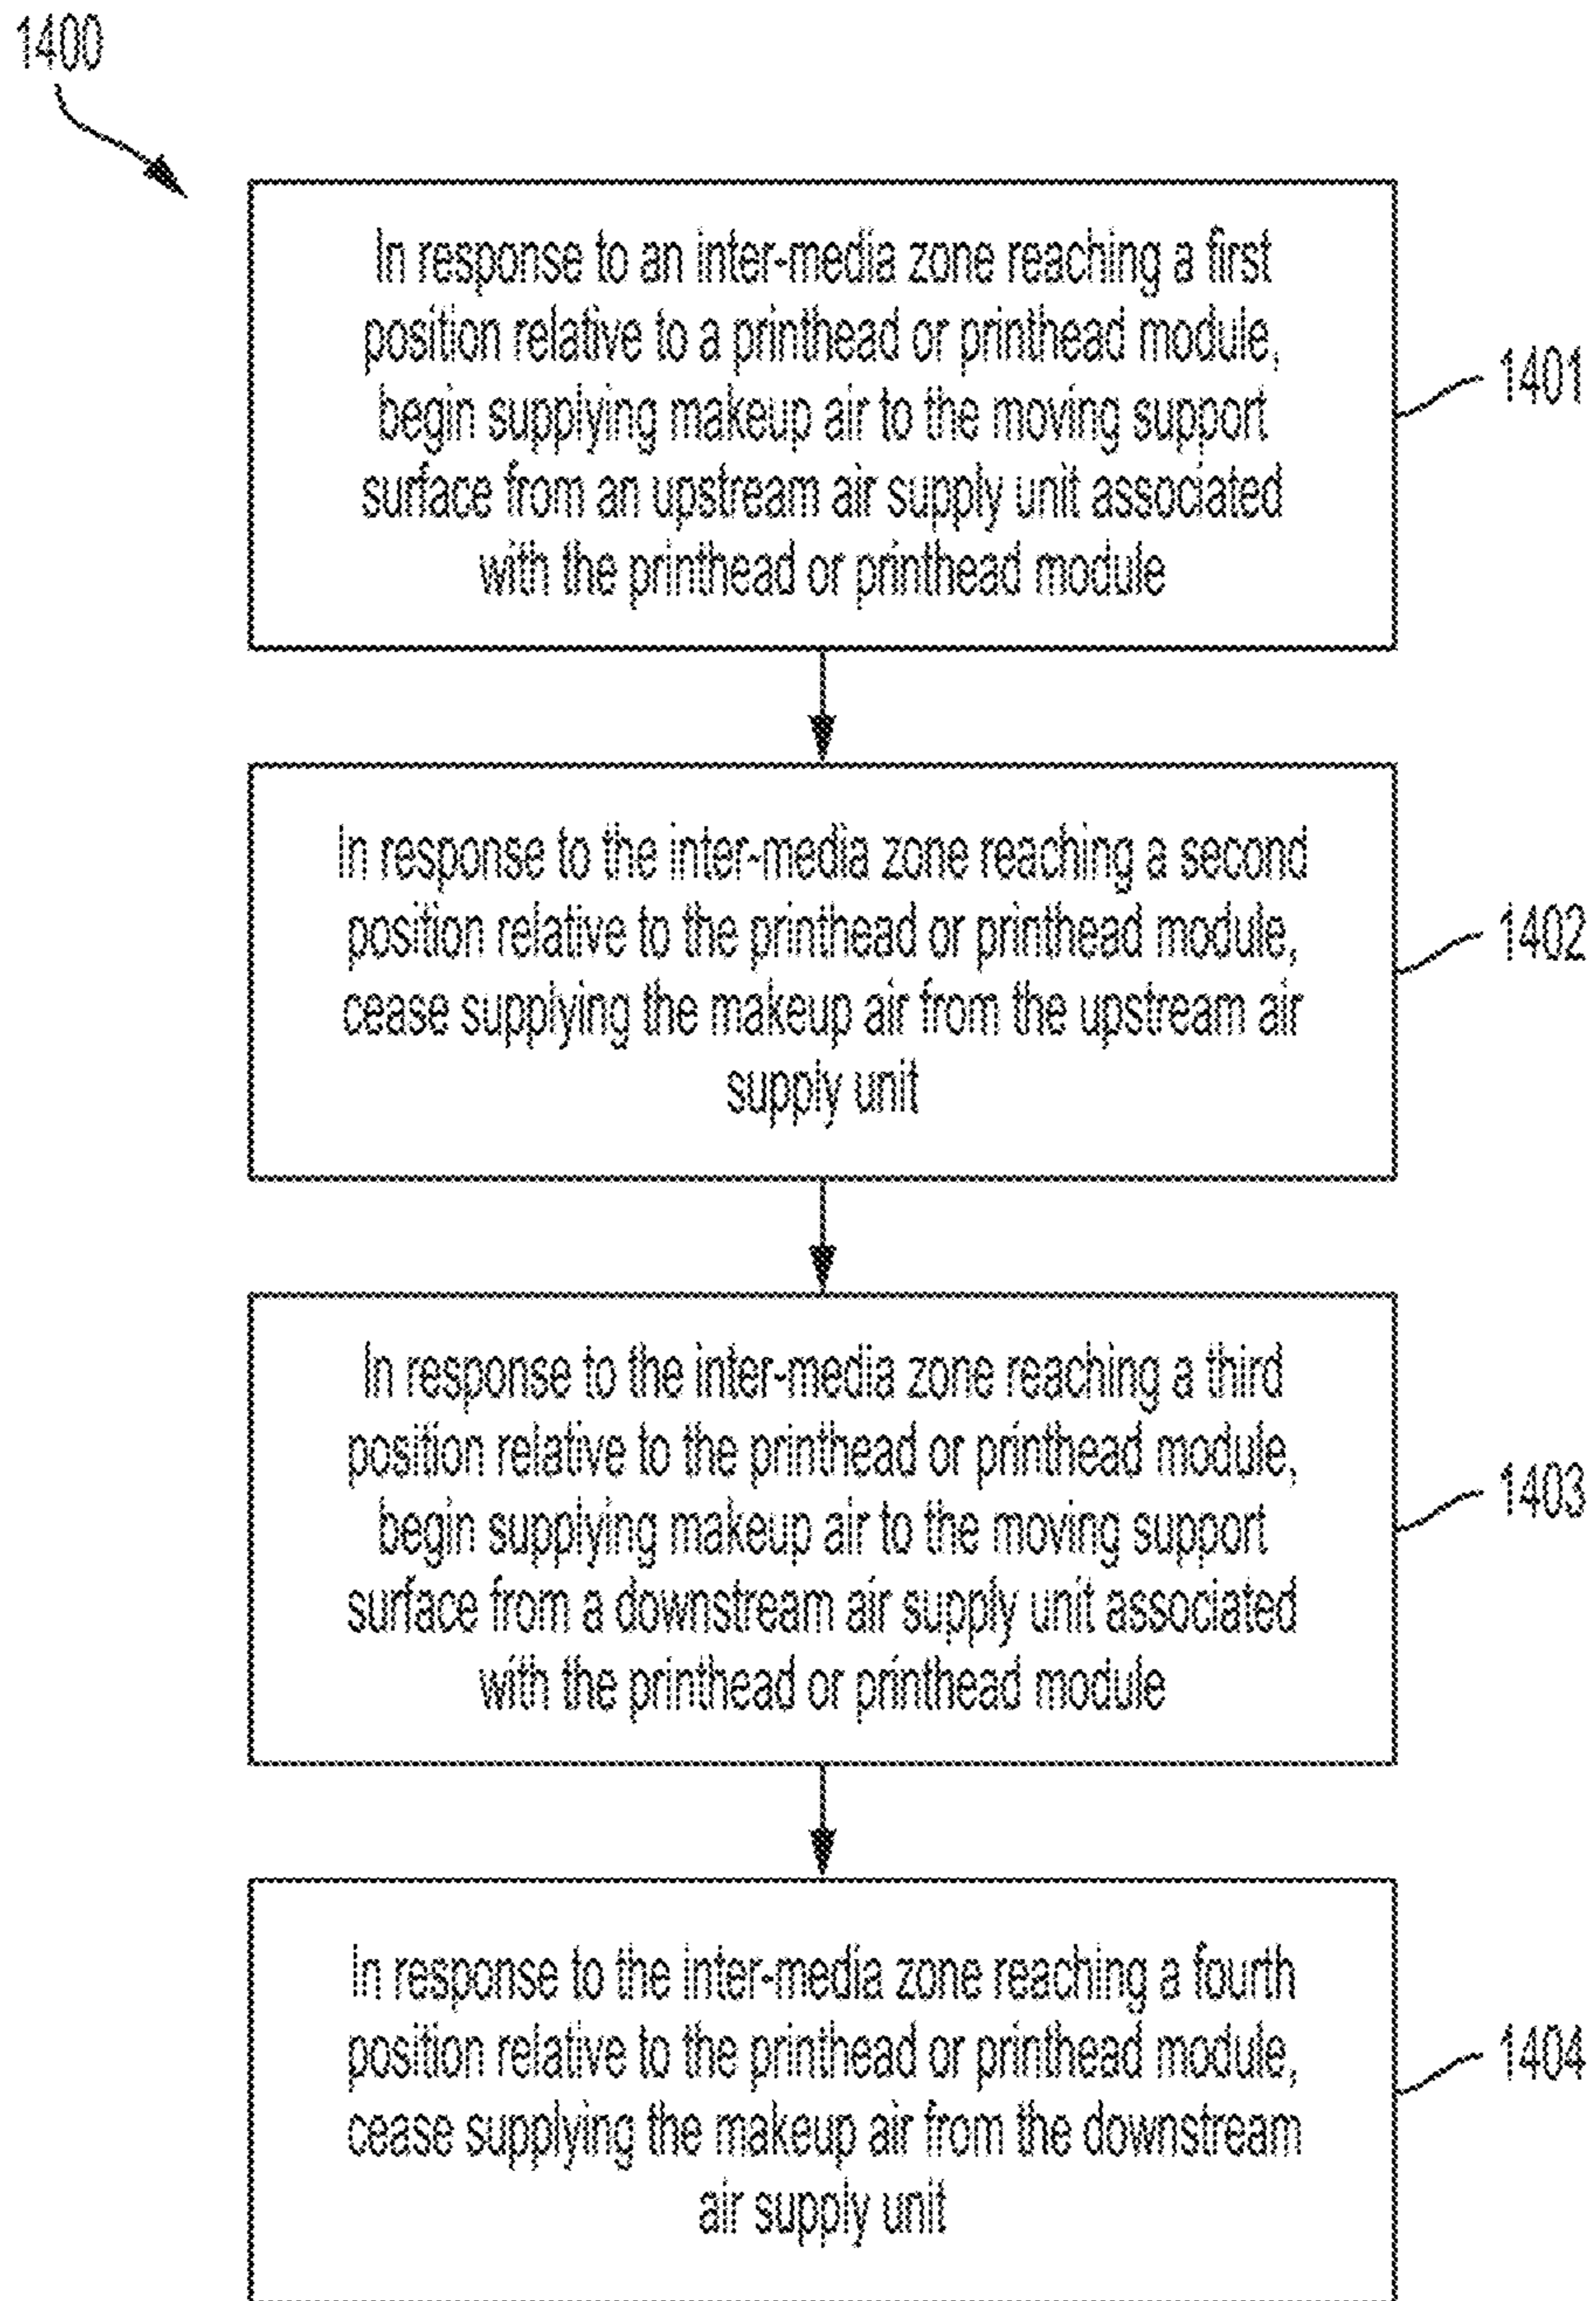 1400
In response to an inter-media zone reaching a first
position relative to a printhead or printhead module,
begin supplying makeup air to the moving support
surface from an upstream air supply unit associated
with the printhead or printhead module
1401
In response to the inter-media zone reaching a second
position relative to the printhead or printhead module,
cease supplying the makeup air from the upstream air
supply unit
1402
In response to the inter-media zone reaching a third
position relative to the printhead or printhead module,
begin supplying makeup air to the moving support
surface from a downstream air supply unit associated
with the printhead or printhead module
1403
In response to the inter-media zone reaching a fourth
position relative to the printhead or printhead module,
cease supplying the makeup air from the downstream
air supply unit
1404